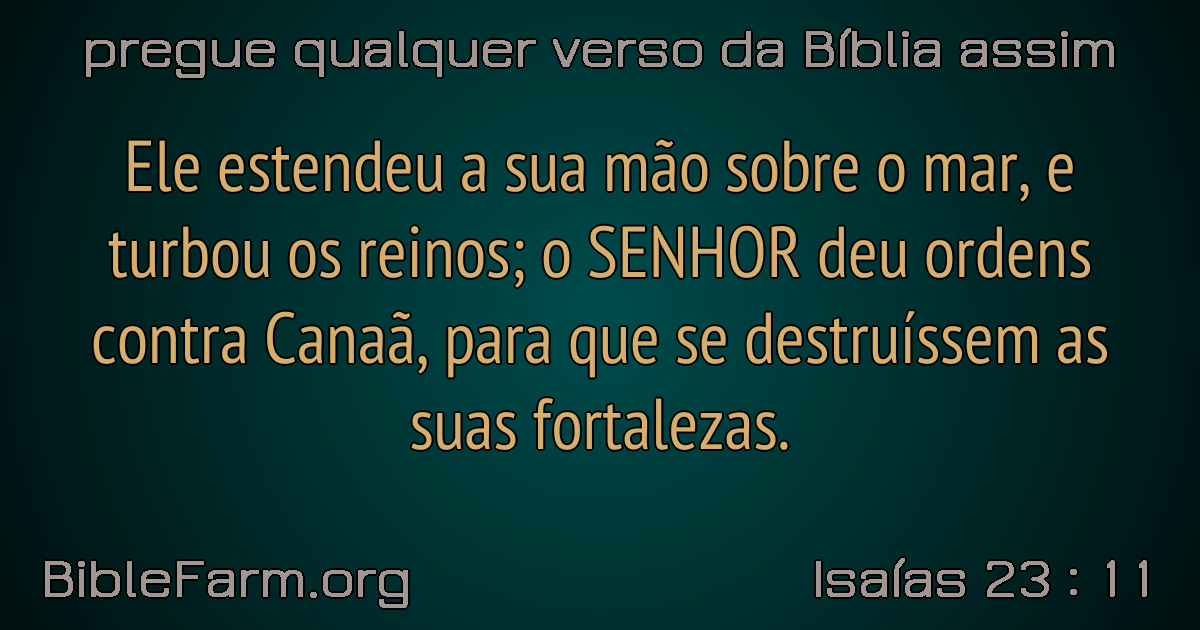 pregue qualquer verso da Bíblia assim
Ele estendeu a sua mão sobre o mar, e
turbou os reinos; o SENHOR deu ordens
contra Canaã, para que se destruíssem as
suas fortalezas.
BibleFarm.org
Isaías 23 : 11